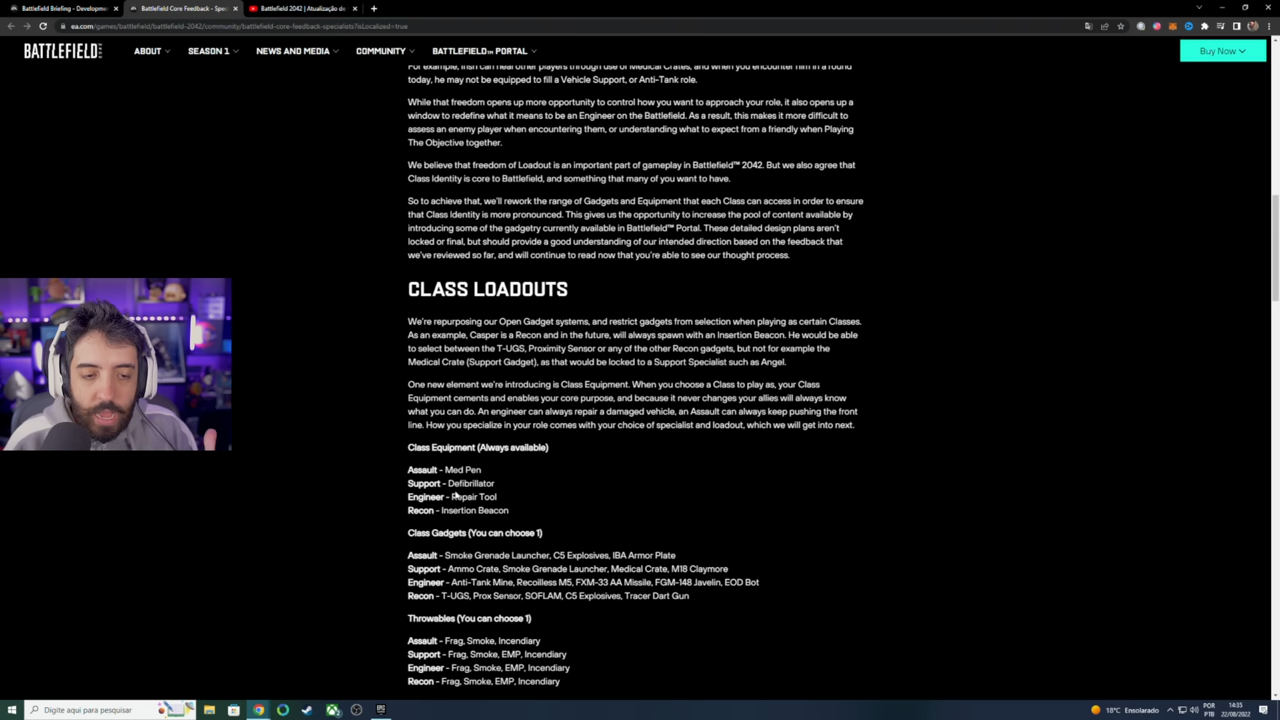 Battlefield Briefing - Developme
Battlefield Core Feedback - Spe
Battlefield 2042 | Atualização de
ea.com/games/battlefield/battlefield-2042/community/battlefield-core-feedback-specialists?isLocalized=true
BATTLEFIELD
ABOUT
SEASON 1
NEWS AND MEDIA
COMMUNITY
BATTLEFIELD™ PORTAL
Buy Now
For example, Irish can heal other players through use of Medical Crates, and when you encounter him in a round
today, he may not be equipped to fill a Vehicle Support, or Anti-Tank role.
While that freedom opens up more opportunity to control how you want to approach your role, it also opens up a
window to redefine what it means to be an Engineer on the Battlefield. As a result, this makes it more difficult to
assess an enemy player when encountering them, or understanding what to expect from a friendly when Playing
The Objective together.
We believe that freedom of Loadout is an important part of gameplay in Battlefield™ 2042. But we also agree that
Class Identity is core to Battlefield, and something that many of you want to have.
So to achieve that, we'll rework the range of Gadgets and Equipment that each Class can access in order to ensure
that Class Identity is more pronounced. This gives us the opportunity to increase the pool of content available by
introducing some of the gadgetry currently available in Battlefield™ Portal. These detailed design plans aren't
locked or final, but should provide a good understanding of our intended direction based on the feedback that
we've reviewed so far, and will continue to read now that you're able to see our thought process.
CLASS LOADOUTS
We're repurposing our Open Gadget systems, and restrict gadgets from selection when playing as certain Classes.
As an example, Casper is a Recon and in the future, will always spawn with an Insertion Beacon. He would be able
to select between the T-UGS, Proximity Sensor or any of the other Recon gadgets, but not for example the
Medical Crate (Support Gadget), as that would be locked to a Support Specialist such as Angel.
One new element we're introducing is Class Equipment. When you choose a Class to play as, your Class
Equipment cements and enables your core purpose, and because it never changes your allies will always know
what you can do. An engineer can always repair a damaged vehicle, an Assault can always keep pushing the front
line. How you specialize in your role comes with your choice of specialist and loadout, which we will get into next.
Class Equipment (Always available)
Assault - Med Pen
Support - Defibrillator
Engineer - Repair Tool
Recon - Insertion Beacon
Class Gadgets (You can choose 1)
Assault - Smoke Grenade Launcher, C5 Explosives, IBA Armor Plate
Support - Ammo Crate, Smoke Grenade Launcher, Medical Crate, M18 Claymore
Engineer - Anti-Tank Mine, Recoilless M5, FXM-33 AA Missile, FGM-148 Javelin, EOD Bot
Recon - T-UGS, Prox Sensor, SOFLAM, C5 Explosives, Tracer Dart Gun
Throwables (You can choose 1)
Assault - Frag, Smoke, Incendiary
Support - Frag, Smoke, EMP, Incendiary
Engineer - Frag, Smoke, EMP, Incendiary
Recon - Frag, Smoke, EMP, Incendiary
Digite aqui para pesquisar
18°C Ensolarado
POR
PTB
14:35
22/08/2022